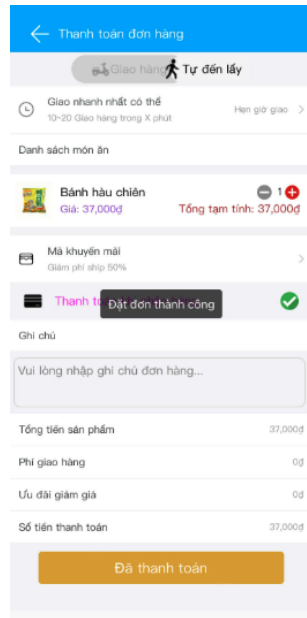 Thanh toán đơn hàng
Giao hàng Tự đến lấy
Giao nhanh nhất có thể
10-20 Giao hàng trong X phút
Hẹn giờ giao
Danh sách món ăn
Bánh hàu chiên
1
Giá: 37,000₫
Tổng tạm tính: 37,000₫
Mã khuyến mãi
Giảm phí ship 50%
Thanh
Đặt đơn thành công
Ghi chú
Vui lòng nhập ghi chú đơn hàng...
Tổng tiền sản phẩm 37,000₫
Phí giao hàng 0₫
Ưu đãi giảm giá 0₫
Số tiền thanh toán 37,000₫
Đã thanh toán